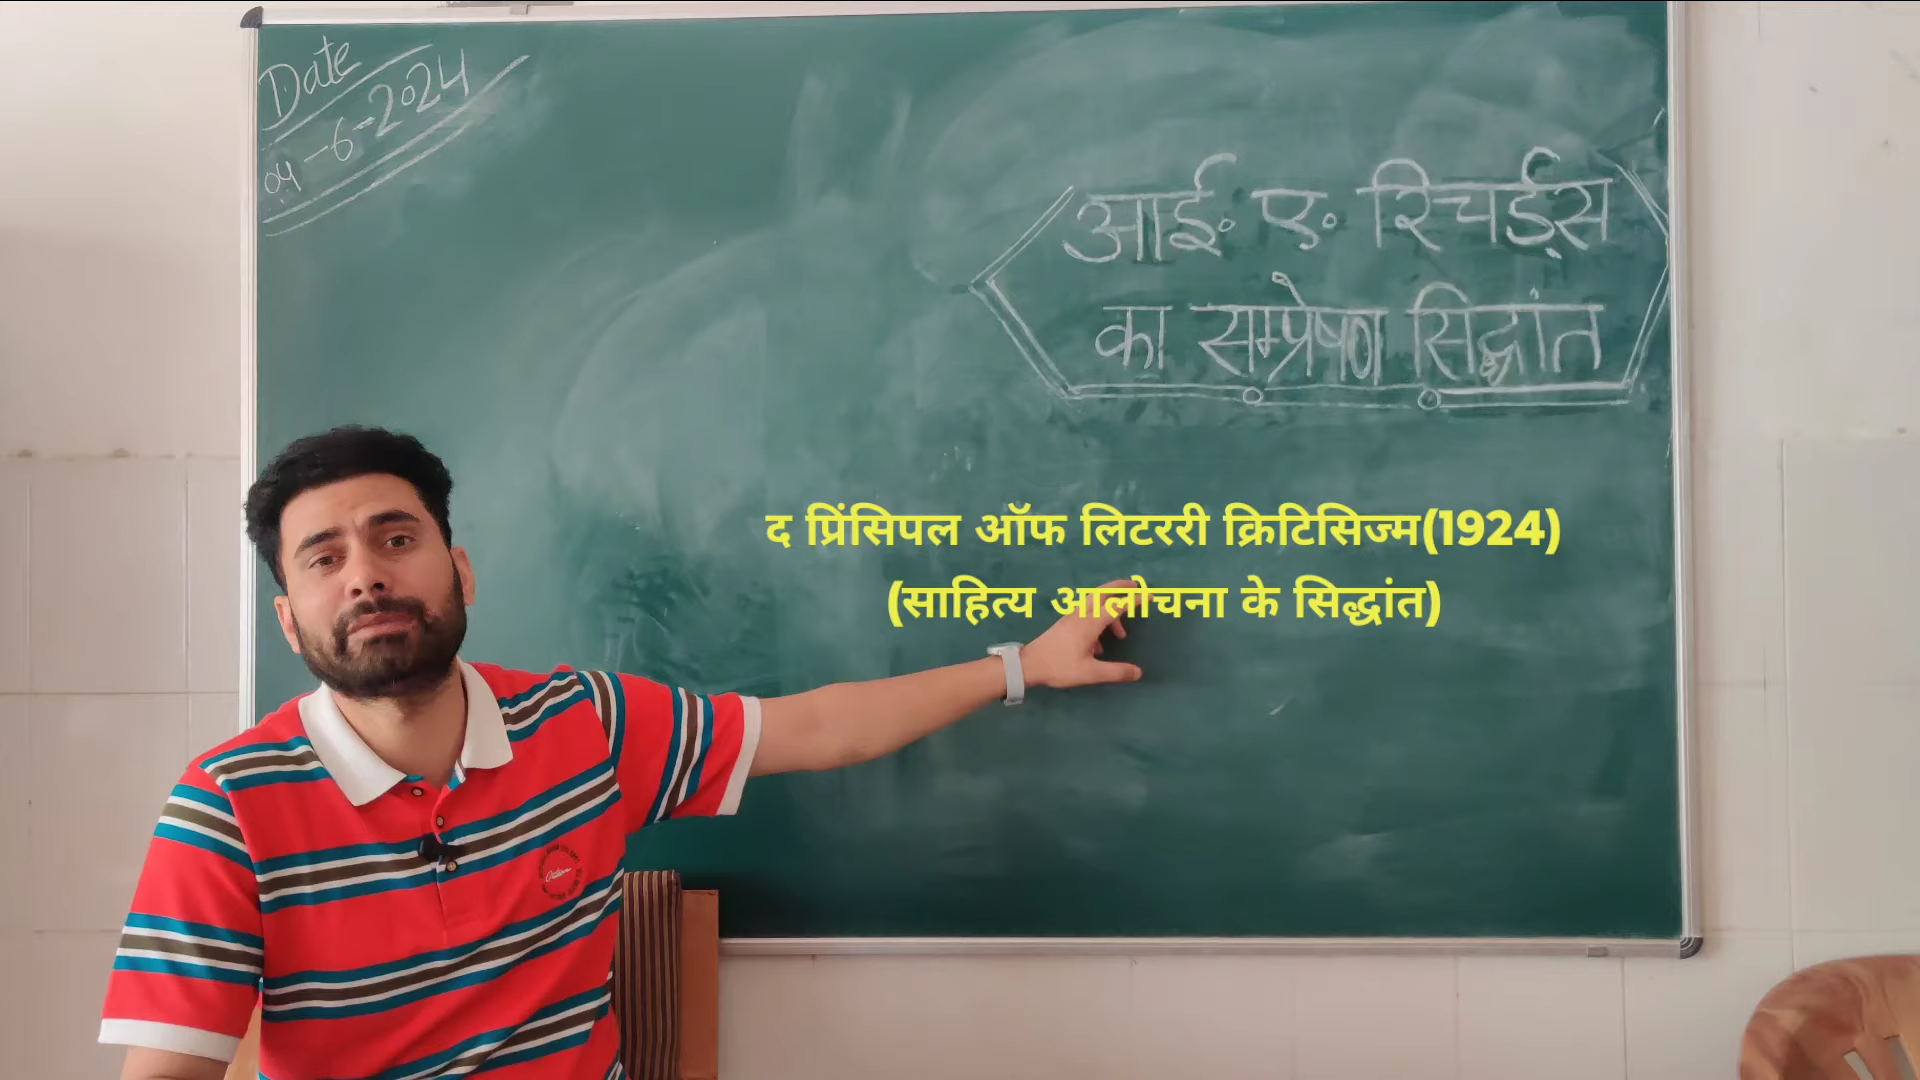 Date
04-6-2024
आई. ए. रिचर्ड्स
का सम्प्रेषण सिद्धांत
द प्रिंसिपल ऑफ लिटररी क्रिटिसिज्म(1924)
(साहित्य आलोचना के सिद्धांत)